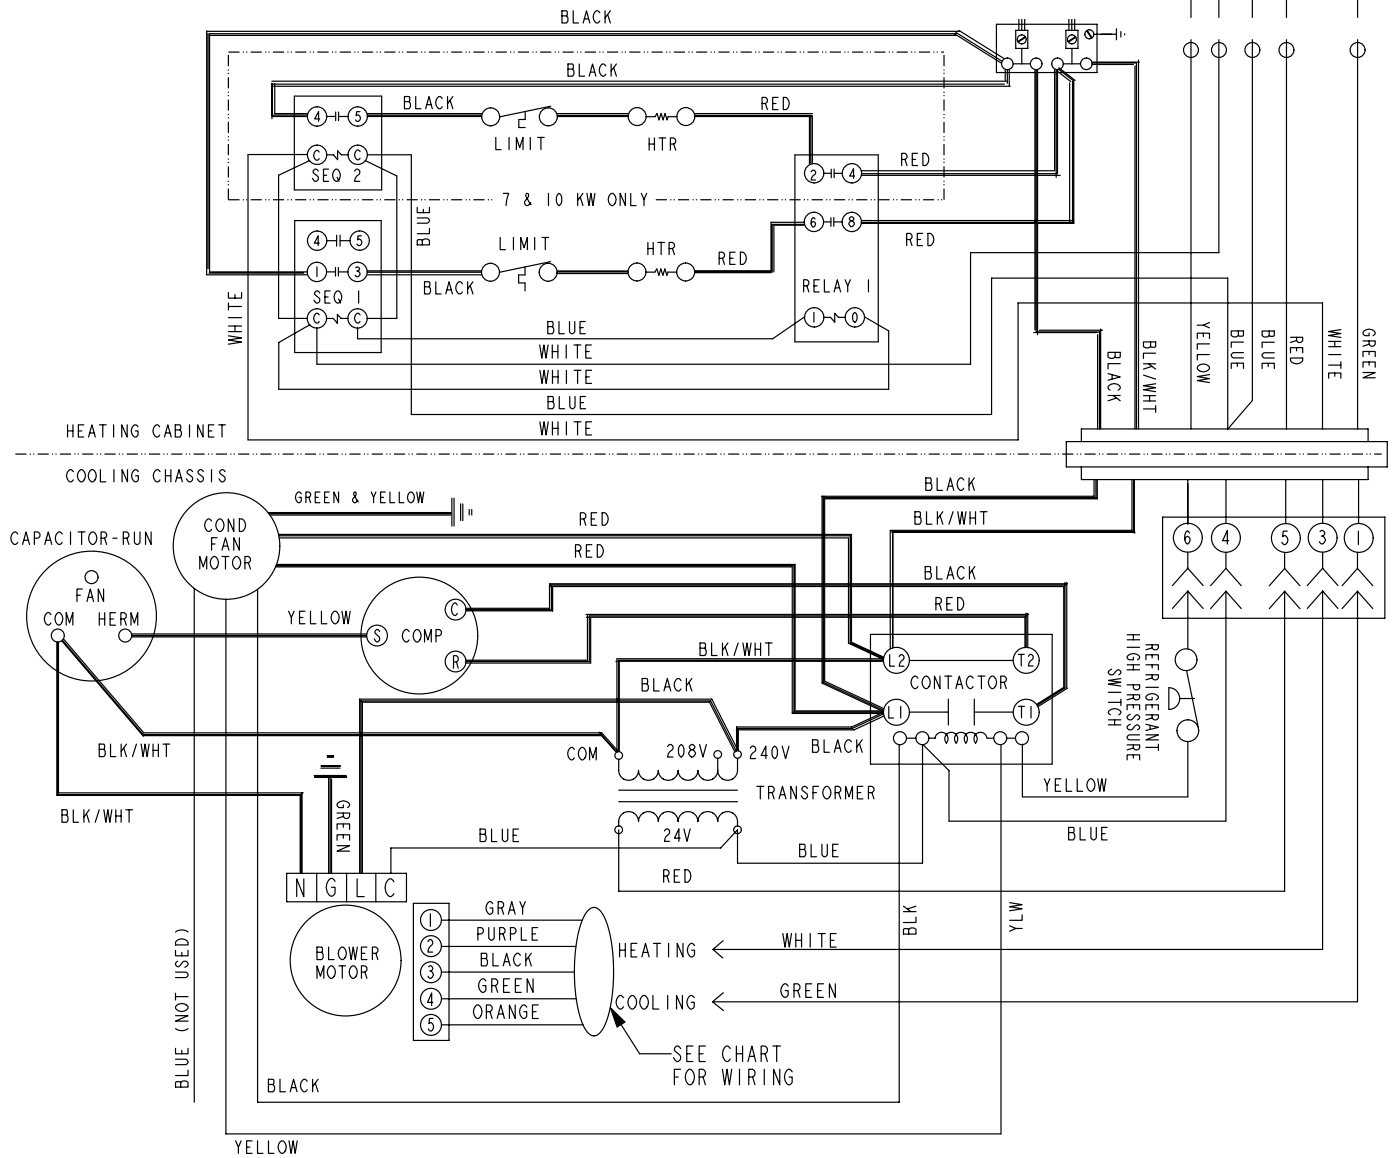 BLACK
BLACK
4
5
BLACK
LIMIT
HTR
RED
C
C
SEQ 2
2
4
RED
7 & 10 KW ONLY
BLUE
6
8
RED
4
5
LIMIT
HTR
RED
1
3
BLACK
SEQ 1
C
C
RELAY 1
1
0
WHITE
BLUE
WHITE
WHITE
BLUE
WHITE
BLACK
BLK/WHT
YELLOW
BLUE
BLUE
RED
WHITE
GREEN
HEATING CABINET
COOLING CHASSIS
GREEN & YELLOW
COND
FAN
MOTOR
RED
RED
BLACK
BLK/WHT
CAPACITOR-RUN
FAN
COM
HERM
YELLOW
C
S
COMP
R
BLACK
RED
6
4
5
3
1
BLK/WHT
L2
T2
CONTACTOR
L1
T1
REFRIGERANT
HIGH PRESSURE
SWITCH
BLACK
BLACK
BLK/WHT
COM
208V
240V
YELLOW
TRANSFORMER
BLK/WHT
GREEN
BLUE
24V
BLUE
BLUE
RED
N
G
L
C
BLOWER
MOTOR
1
2
3
4
5
GRAY
PURPLE
BLACK
GREEN
ORANGE
HEATING
COOLING
WHITE
GREEN
BLK
YLW
SEE CHART
FOR WIRING
BLUE (NOT USED)
BLACK
YELLOW